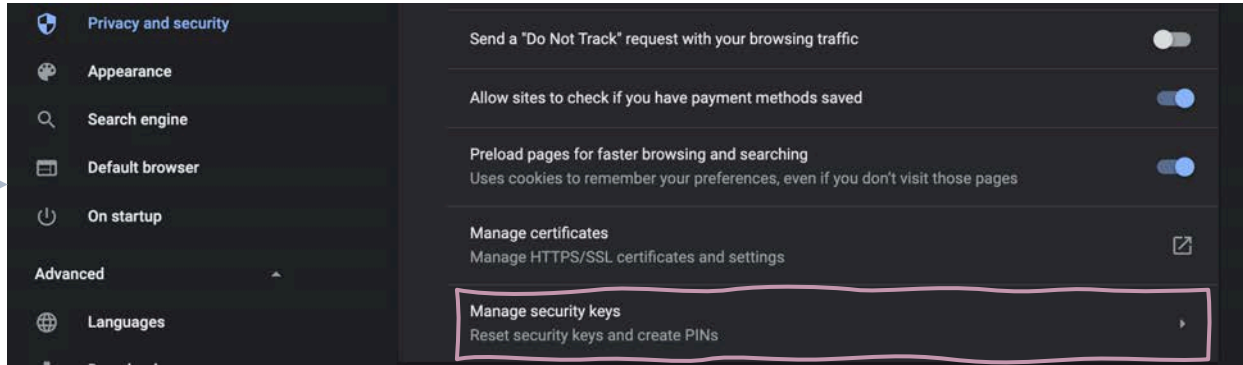 Privacy and security
Appearance
Search engine
Default browser
On startup
Advanced
Languages
Send a "Do Not Track" request with your browsing traffic
Allow sites to check if you have payment methods saved
Preload pages for faster browsing and searching
Uses cookies to remember your preferences, even if you don't visit those pages
Manage certificates
Manage HTTPS/SSL certificates and settings
Manage security keys
Reset security keys and create PINs